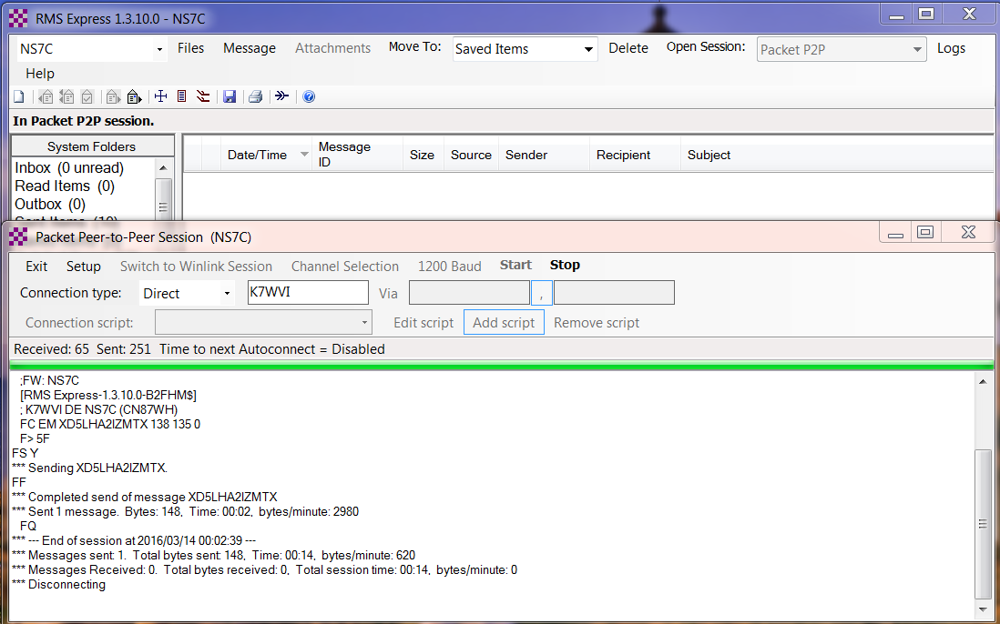 RMS Express 1.3.10.0 - NS7C
NS7C Files Message Attachments Move To: Saved Items Delete Open Session: Packet P2P Logs
Help
In Packet P2P session.
System Folders
Date/Time Message ID Size Source Sender Recipient Subject
Inbox (0 unread)
Read Items (0)
Outbox (0)
Sent Items (10)
Packet Peer-to-Peer Session (NS7C)
Exit Setup Switch to Winlink Session Channel Selection 1200 Baud Start Stop
Connection type: Direct K7WVI Via ,
Connection script: Edit script Add script Remove script
Received: 65 Sent: 251 Time to next Autoconnect = Disabled
;FW: NS7C
[RMS Express-1.3.10.0-B2FHM$]
; K7WVI DE NS7C (CN87WH)
FC EM XD5LHA2IZMTX 138 135 0
F> 5F
FS Y
*** Sending XD5LHA2IZMTX.
FF
*** Completed send of message XD5LHA2IZMTX
*** Sent 1 message. Bytes: 148, Time: 00:02, bytes/minute: 2980
FQ
*** --- End of session at 2016/03/14 00:02:39 ---
*** Messages sent: 1. Total bytes sent: 148, Time: 00:14, bytes/minute: 620
*** Messages Received: 0. Total bytes received: 0, Total session time: 00:14, bytes/minute: 0
*** Disconnecting